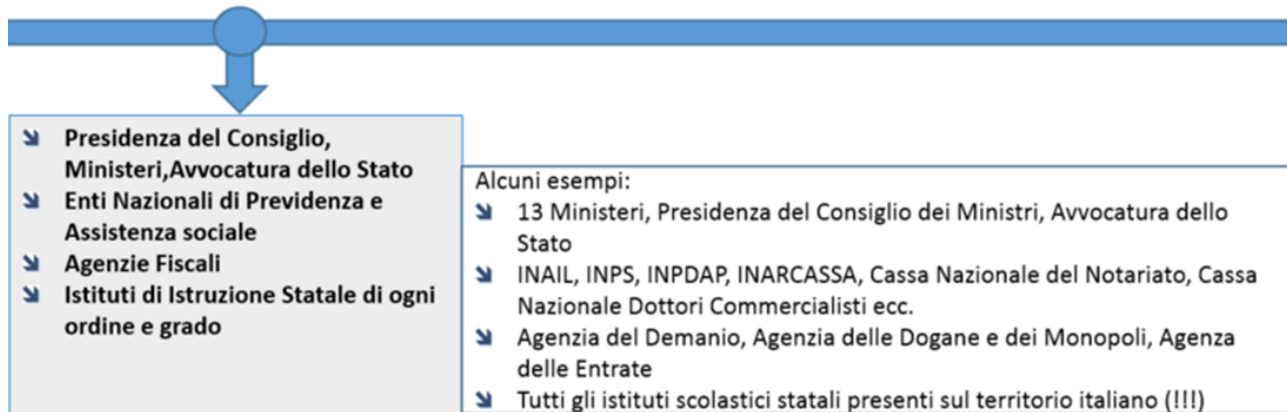 Presidenza del Consiglio,
Ministeri,Avvocatura dello Stato
Enti Nazionali di Previdenza e
Assistenza sociale
Agenzie Fiscali
Istituti di Istruzione Statale di ogni
ordine e grado
Alcuni esempi:
13 Ministeri, Presidenza del Consiglio dei Ministri, Avvocatura dello
Stato
INAIL, INPS, INPDAP, INARCASSA, Cassa Nazionale del Notariato, Cassa
Nazionale Dottori Commercialisti ecc.
Agenzia del Demanio, Agenzia delle Dogane e dei Monopoli, Agenza
delle Entrate
Tutti gli istituti scolastici statali presenti sul territorio italiano (!!!)